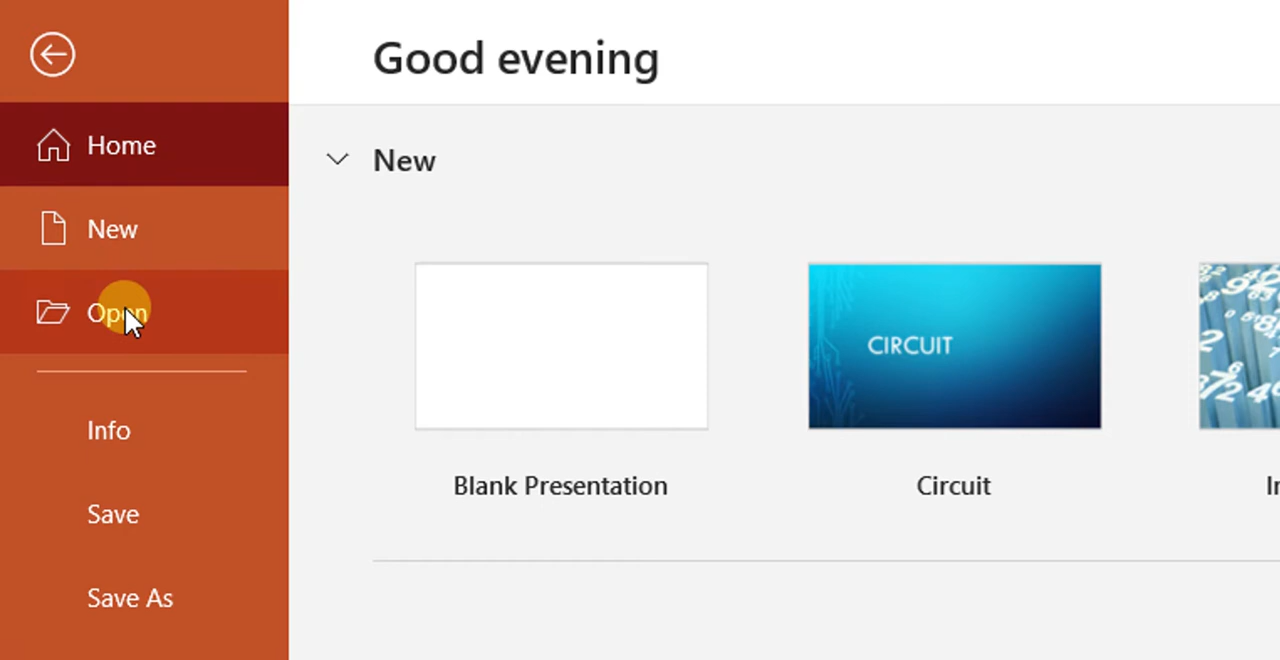 Good evening
Home
New
New
Open
CIRCUIT
Info
Blank Presentation
Circuit
Save
Save As